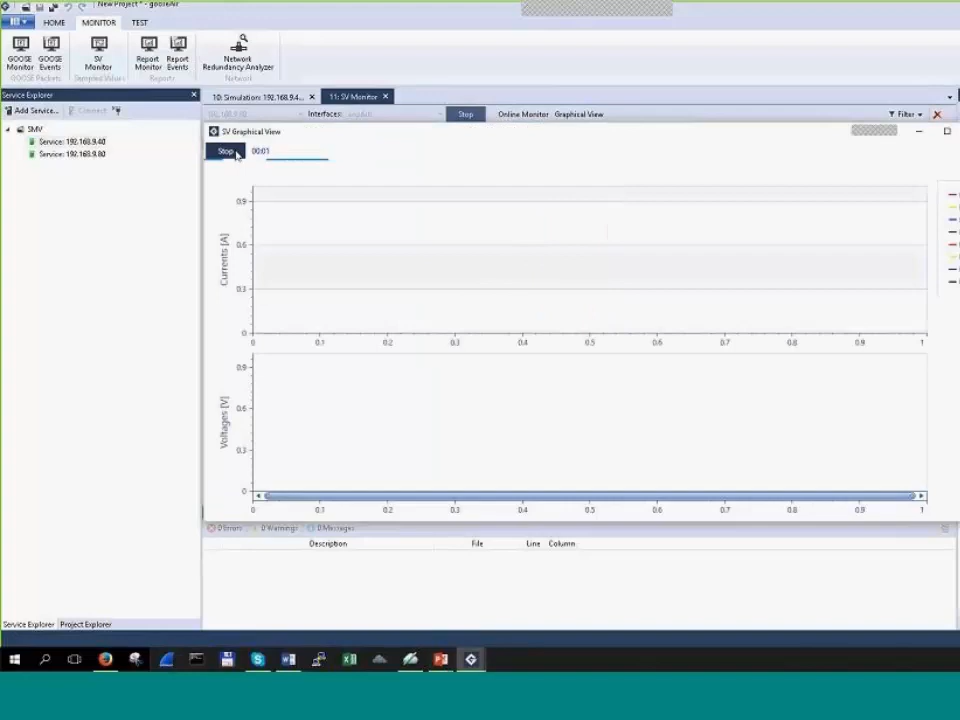 New Project * - gooseAir
HOME MONITOR TEST
GOOSE Monitor
GOOSE Events
SV Monitor
Report Monitor
Report Events
Network Redundancy Analyzer
GOOSE Packets
Sampled Values
Reports
Network
Service Explorer
10: Simulation: 192.168.9.4...
11: SV Monitor
Add Service...
Connect
Interfaces:
Stop
Online Monitor
Graphical View
Filter
SMV
Service: 192.168.9.40
Service: 192.168.9.80
SV Graphical View
Stop
00:01
Currents [A]
0.9
0.6
0.3
0
0 0.1 0.2 0.3 0.4 0.5 0.6 0.7 0.8 0.9 1
Voltages [V]
0.9
0.6
0.3
0
0 0.1 0.2 0.3 0.4 0.5 0.6 0.7 0.8 0.9 1
0 Errors 0 Warnings 0 Messages
Description File Line Column
Service Explorer Project Explorer